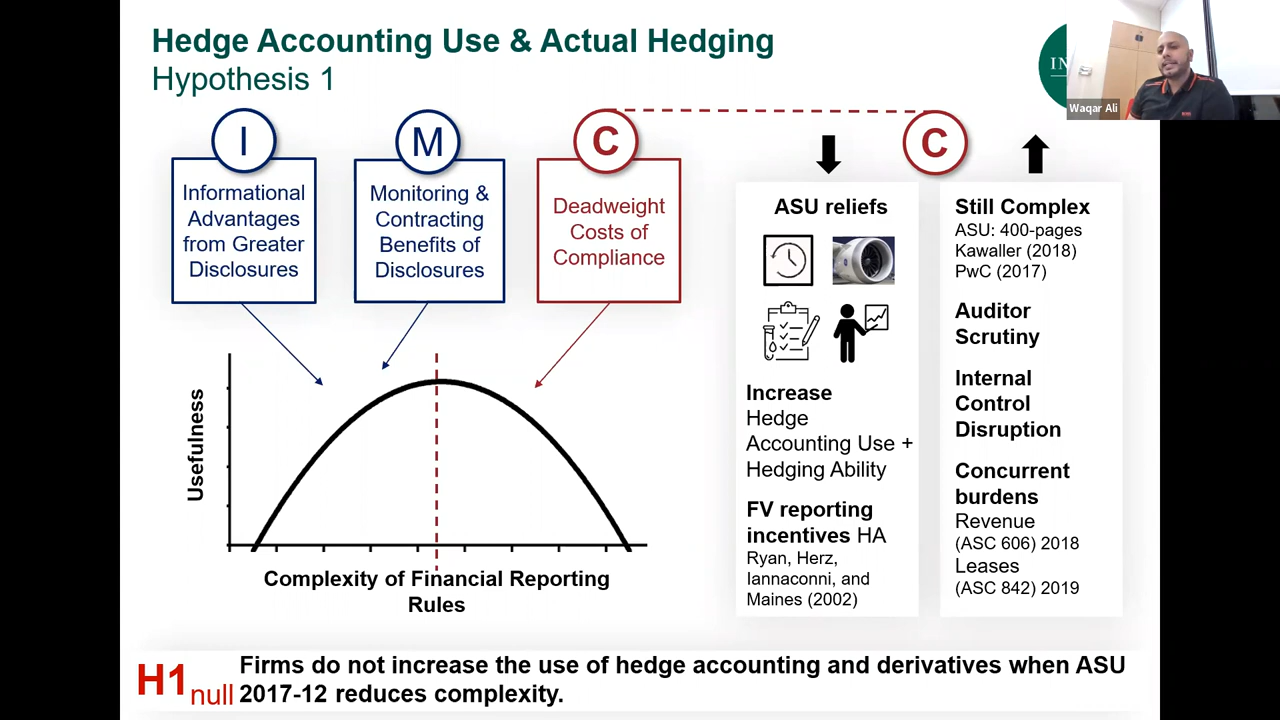 Hedge Accounting Use & Actual Hedging
Hypothesis 1
IN
Waqar Ali
I
Informational
Advantages
from Greater
Disclosures
M
Monitoring &
Contracting
Benefits of
Disclosures
C
Deadweight
Costs of
Compliance
Usefulness
Complexity of Financial Reporting
Rules
C
ASU reliefs
Increase
Hedge
Accounting Use +
Hedging Ability
FV reporting
incentives HA
Ryan, Herz,
Iannaconni, and
Maines (2002)
Still Complex
ASU: 400-pages
Kawaller (2018)
PwC (2017)
Auditor
Scrutiny
Internal
Control
Disruption
Concurrent
burdens
Revenue
(ASC 606) 2018
Leases
(ASC 842) 2019
H1null
Firms do not increase the use of hedge accounting and derivatives when ASU
2017-12 reduces complexity.